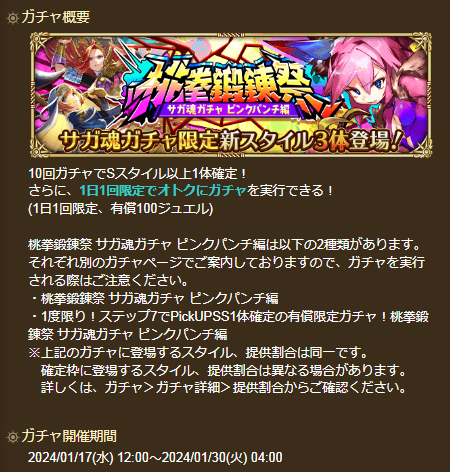 ガチャ概要
桃拳鍛錬祭
サガ魂ガチャ ピンクパンチ編
サガ魂ガチャ限定新スタイル3体登場!
10回ガチャでSスタイル以上1体確定！
さらに、1日1回限定でオトクにガチャを実行できる！
(1日1回限定、有償100ジュエル)
桃拳鍛錬祭 サガ魂ガチャ ピンクパンチ編は以下の2種類があります。
それぞれ別のガチャページでご案内しておりますので、ガチャを実行
される際はご注意ください。
・桃拳鍛錬祭 サガ魂ガチャ ピンクパンチ編
・1度限り！ステップ7でPickUPSS1体確定の有償限定ガチャ！桃拳鍛
錬祭 サガ魂ガチャ ピンクパンチ編
※上記のガチャに登場するスタイル、提供割合は同一です。
確定枠に登場するスタイル、提供割合は異なる場合があります。
詳しくは、ガチャ＞ガチャ詳細＞提供割合からご確認ください。
ガチャ開催期間
2024/01/17(水) 12:00～2024/01/30(火) 04:00